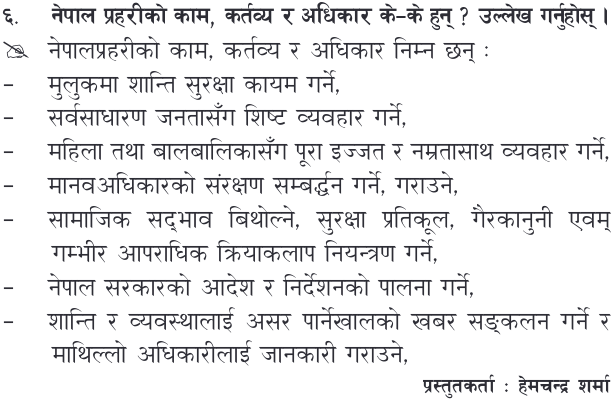 ६. नेपाल प्रहरीको काम, कर्तव्य र अधिकार के-के हुन् ? उल्लेख गर्नुहोस् ।
नेपालप्रहरीको काम, कर्तव्य र अधिकार निम्न छन् :
- मुलुकमा शान्ति सुरक्षा कायम गर्ने,
- सर्वसाधारण जनतासँग शिष्ट व्यवहार गर्ने,
- महिला तथा बालबालिकासँग पूरा इज्जत र नम्रतासाथ व्यवहार गर्ने,
- मानवअधिकारको संरक्षण सम्बर्द्धन गर्ने, गराउने,
- सामाजिक सद्भाव बिथोल्ने, सुरक्षा प्रतिकूल, गैरकानुनी एवम्
गम्भीर आपराधिक क्रियाकलाप नियन्त्रण गर्ने,
- नेपाल सरकारको आदेश र निर्देशनको पालना गर्ने,
- शान्ति र व्यवस्थालाई असर पार्नेखालको खबर सङ्कलन गर्ने र
माथिल्लो अधिकारीलाई जानकारी गराउने,
प्रस्तुतकर्ता : हेमचन्द्र शर्मा